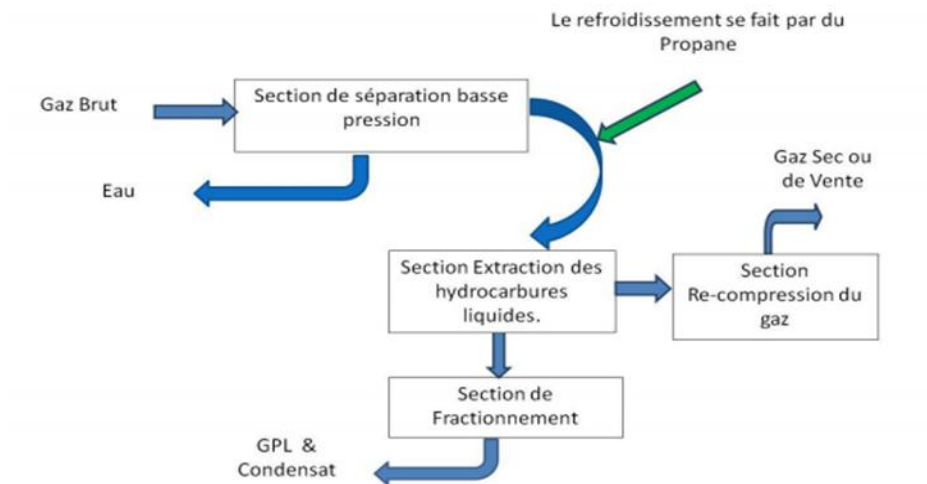 Le refroidissement se fait par du
Propane
Gaz Brut
Section de séparation basse
pression
Eau
Gaz Sec ou
de Vente
Section Extraction des
hydrocarbures
liquides.
Section
Re-compression du
gaz
Section de
Fractionnement
GPL &
Condensat